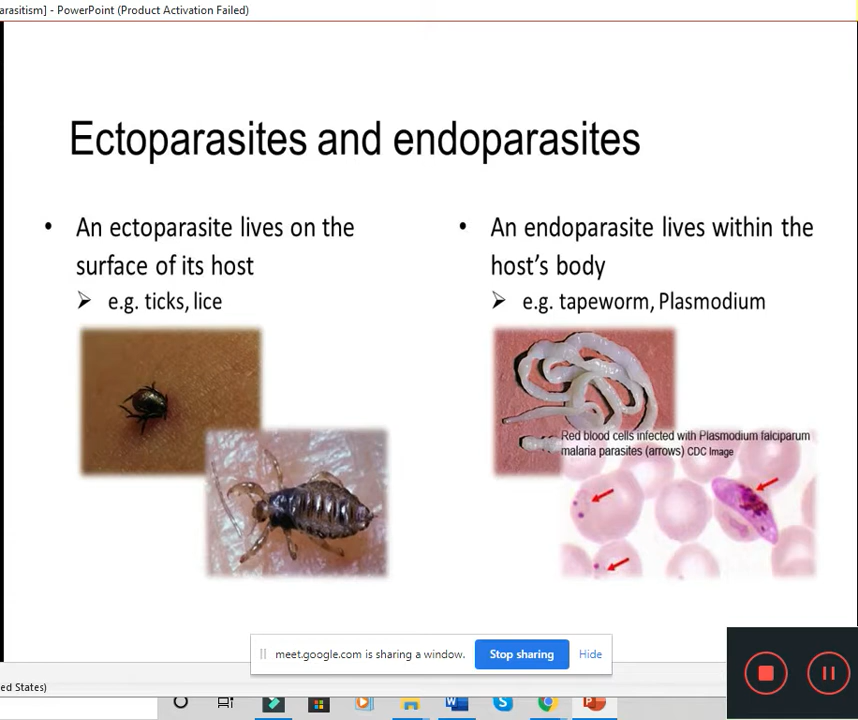 arasitism] - PowerPoint (Product Activation Failed)
Ectoparasites and endoparasites
• An ectoparasite lives on the
surface of its host
➢ e.g. ticks, lice
• An endoparasite lives within the
host's body
➢ e.g. tapeworm, Plasmodium
Red blood cells infected with Plasmodium falciparum
malaria parasites (arrows) CDC Image
meet.google.com is sharing a window.
Stop sharing
Hide
ed States)